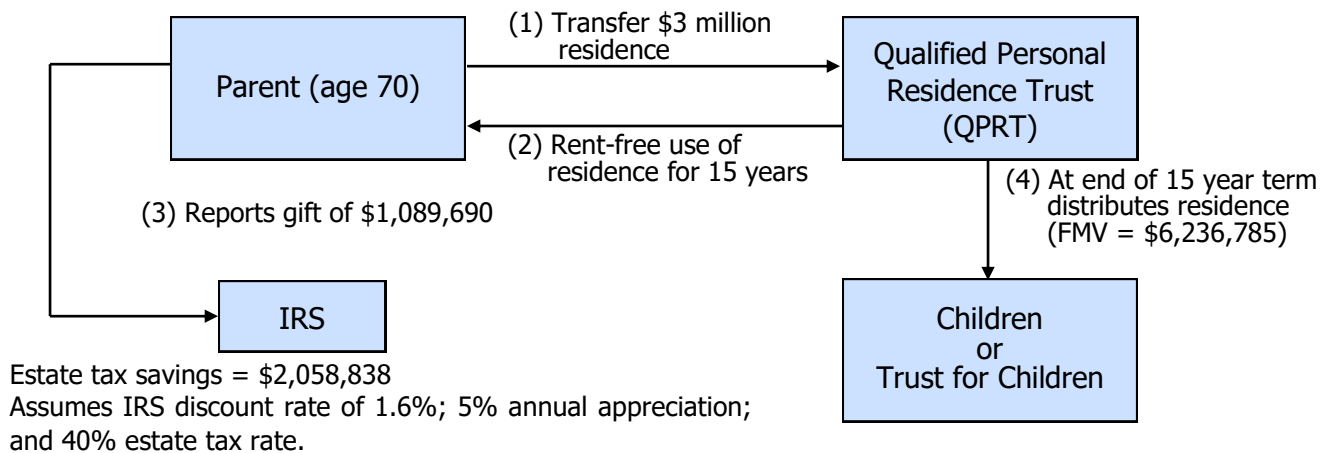 (1) Transfer $3 million
residence
Parent (age 70)
Qualified Personal
Residence Trust
(QPRT)
(2) Rent-free use of
residence for 15 years
(3) Reports gift of $1,089,690
(4) At end of 15 year term
distributes residence
(FMV = $6,236,785)
IRS
Children
or
Trust for Children
Estate tax savings = $2,058,838
Assumes IRS discount rate of 1.6%; 5% annual appreciation;
and 40% estate tax rate.